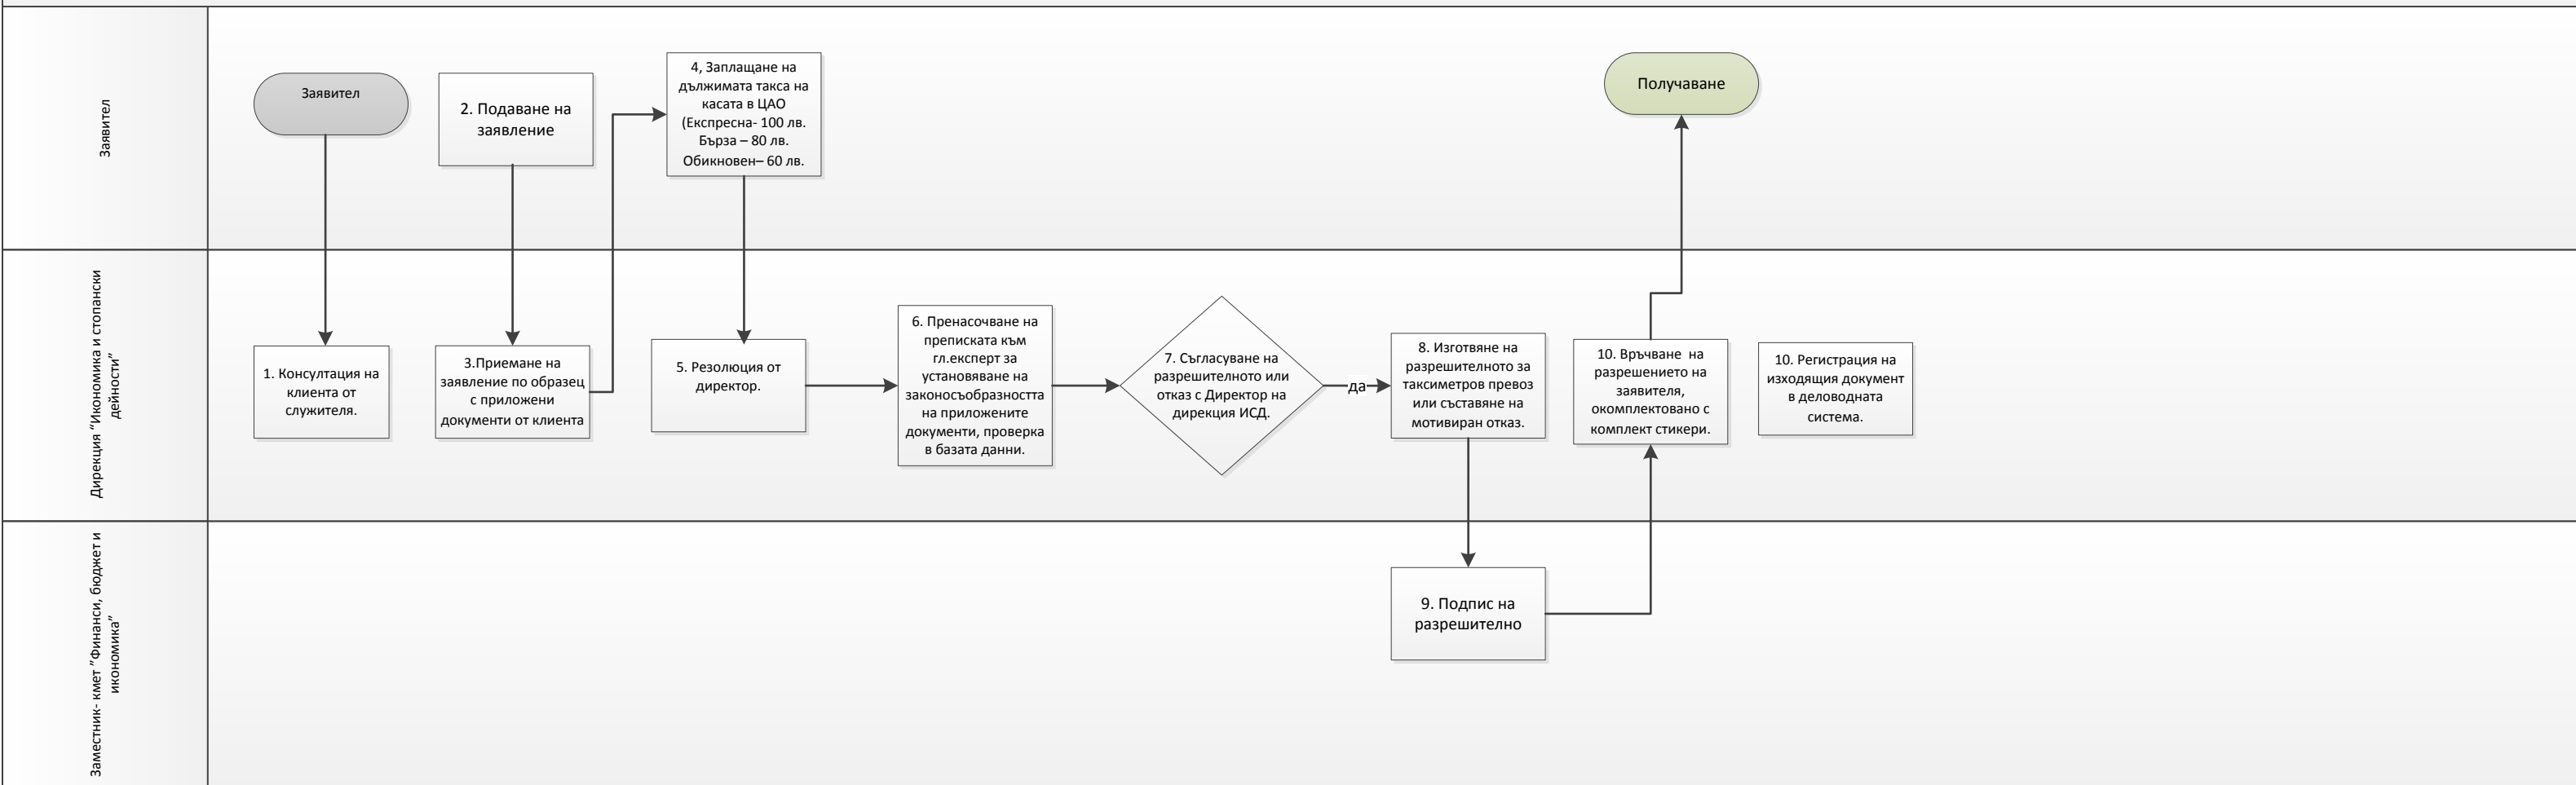 Заявител
Заявител
2. Подаване на
заявление
4, Заплащане на
дължимата такса на
касата в ЦАО
(Експресна- 100 лв.
Бърза – 80 лв.
Обикновен– 60 лв.
Получаване
Дирекция “Икономика и стопански
дейности”
1. Консултация на
клиента от
служителя.
3.Приемане на
заявление по образец
с приложени
документи от клиента
5. Резолюция от
директор.
6. Пренасочване на
преписката към
гл.експерт за
установяване на
законосъобразността
на приложените
документи, проверка
в базата данни.
7. Съгласуване на
разрешителното или
отказ с Директор на
дирекция ИСД.
да
8. Изготвяне на
разрешителното за
таксиметров превоз
или съставяне на
мотивиран отказ.
10. Връчване на
разрешението на
заявителя,
окомплектовано с
комплект стикери.
10. Регистрация на
изходящия документ
в деловодната
система.
Заместник- кмет ”Финанси, бюджет и
икономика”
9. Подпис на
разрешително